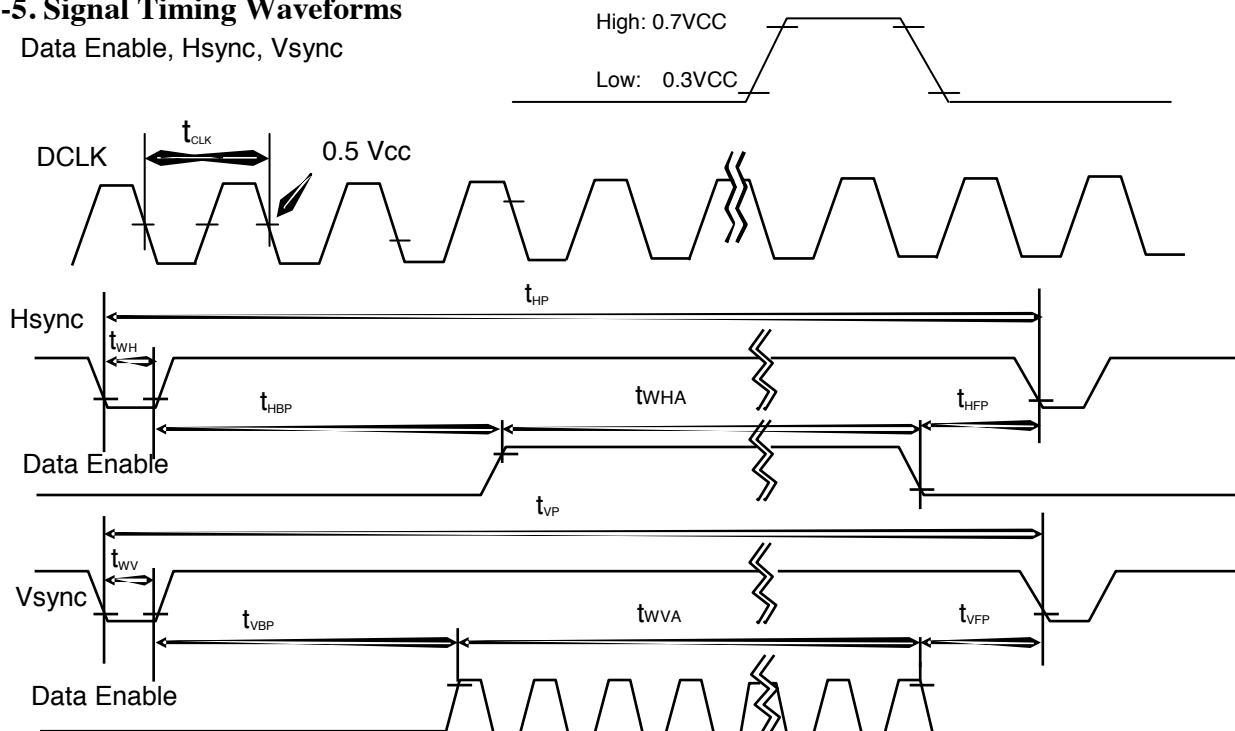 -5. Signal Timing Waveforms
Data Enable, Hsync, Vsync
High: 0.7VCC
Low: 0.3VCC
tCLK
DCLK
0.5 Vcc
tHP
Hsync
tWH
tHBP
tWHA
tHFP
Data Enable
tVP
tWV
Vsync
tVBP
tWVA
tVFP
Data Enable